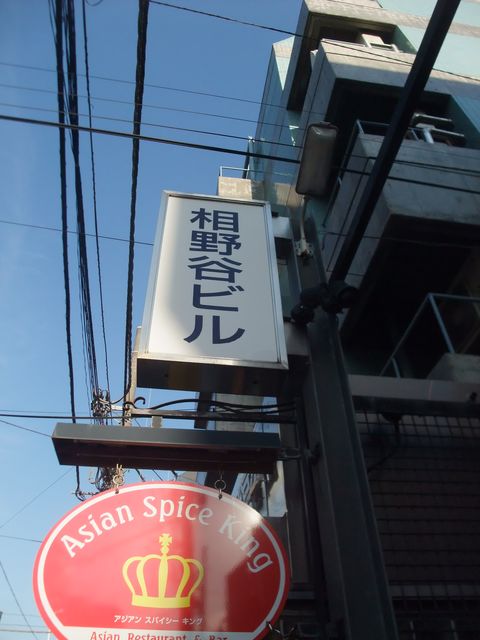 相野谷ビル
Asian Spice King
アジアン スパイシー キング
Asian Restaurant & Bar